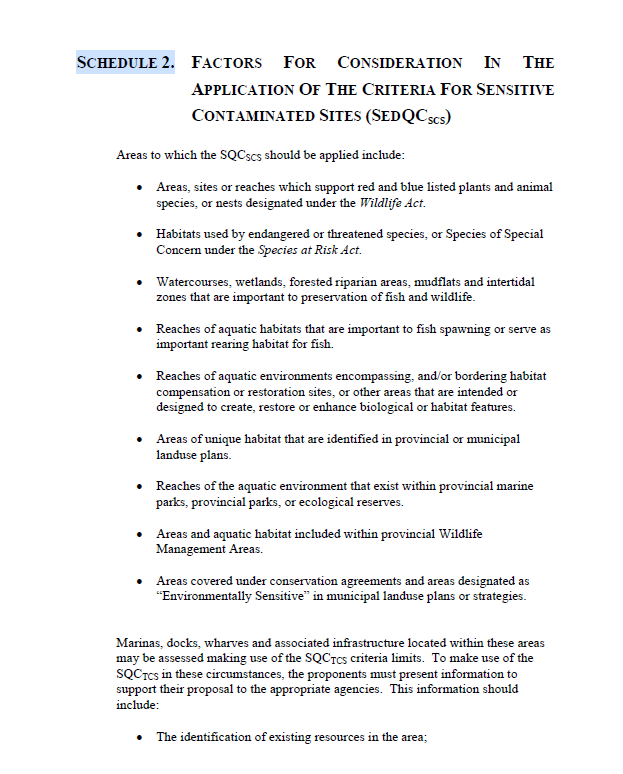 SCHEDULE 2. FACTORS FOR CONSIDERATION IN THE
APPLICATION OF THE CRITERIA FOR SENSITIVE
CONTAMINATED SITES (SEDQCSCS)
Areas to which the SQCSCS should be applied include:
• Areas, sites or reaches which support red and blue listed plants and animal
species, or nests designated under the Wildlife Act.
• Habitats used by endangered or threatened species, or Species of Special
Concern under the Species at Risk Act.
• Watercourses, wetlands, forested riparian areas, mudflats and intertidal
zones that are important to preservation of fish and wildlife.
• Reaches of aquatic habitats that are important to fish spawning or serve as
important rearing habitat for fish.
• Reaches of aquatic environments encompassing, and/or bordering habitat
compensation or restoration sites, or other areas that are intended or
designed to create, restore or enhance biological or habitat features.
• Areas of unique habitat that are identified in provincial or municipal
landuse plans.
• Reaches of the aquatic environment that exist within provincial marine
parks, provincial parks, or ecological reserves.
• Areas and aquatic habitat included within provincial Wildlife
Management Areas.
• Areas covered under conservation agreements and areas designated as
“Environmentally Sensitive” in municipal landuse plans or strategies.
Marinas, docks, wharves and associated infrastructure located within these areas
may be assessed making use of the SQCTCS criteria limits. To make use of the
SQCTCS in these circumstances, the proponents must present information to
support their proposal to the appropriate agencies. This information should
include:
• The identification of existing resources in the area;